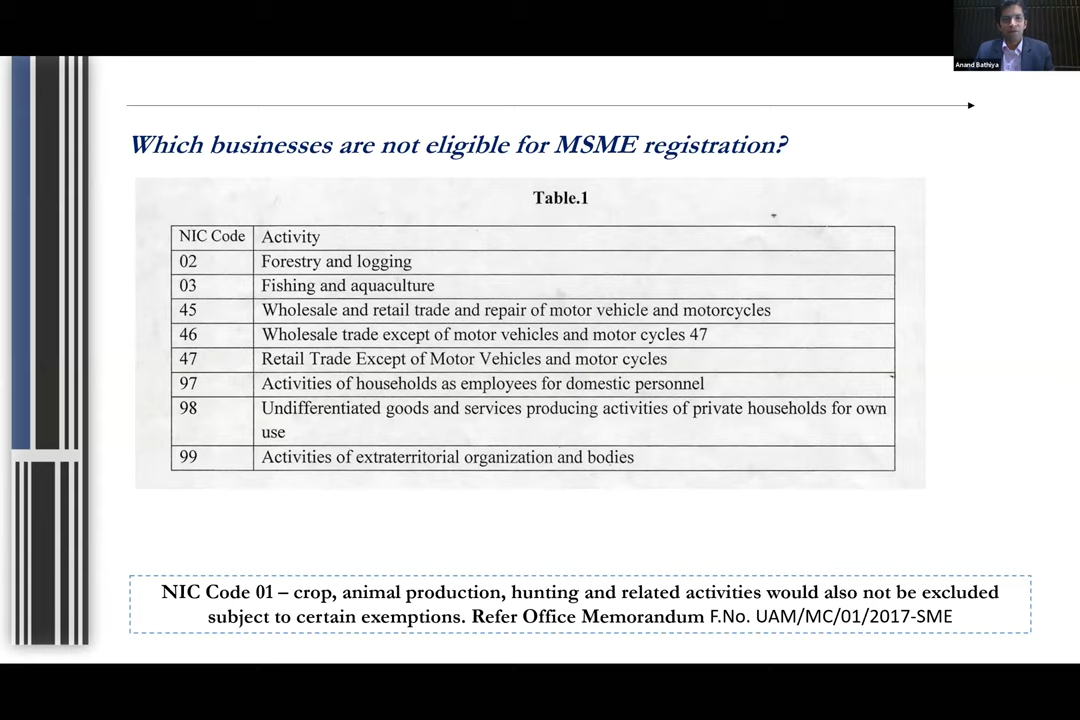 Anand Bathiya
Which businesses are not eligible for MSME registration?
Table.1
NIC Code Activity
02 Forestry and logging
03 Fishing and aquaculture
45 Wholesale and retail trade and repair of motor vehicle and motorcycles
46 Wholesale trade except of motor vehicles and motor cycles 47
47 Retail Trade Except of Motor Vehicles and motor cycles
97 Activities of households as employees for domestic personnel
98 Undifferentiated goods and services producing activities of private households for own
use
99 Activities of extraterritorial organization and bodies
NIC Code 01 – crop, animal production, hunting and related activities would also not be excluded
subject to certain exemptions. Refer Office Memorandum F.No. UAM/MC/01/2017-SME